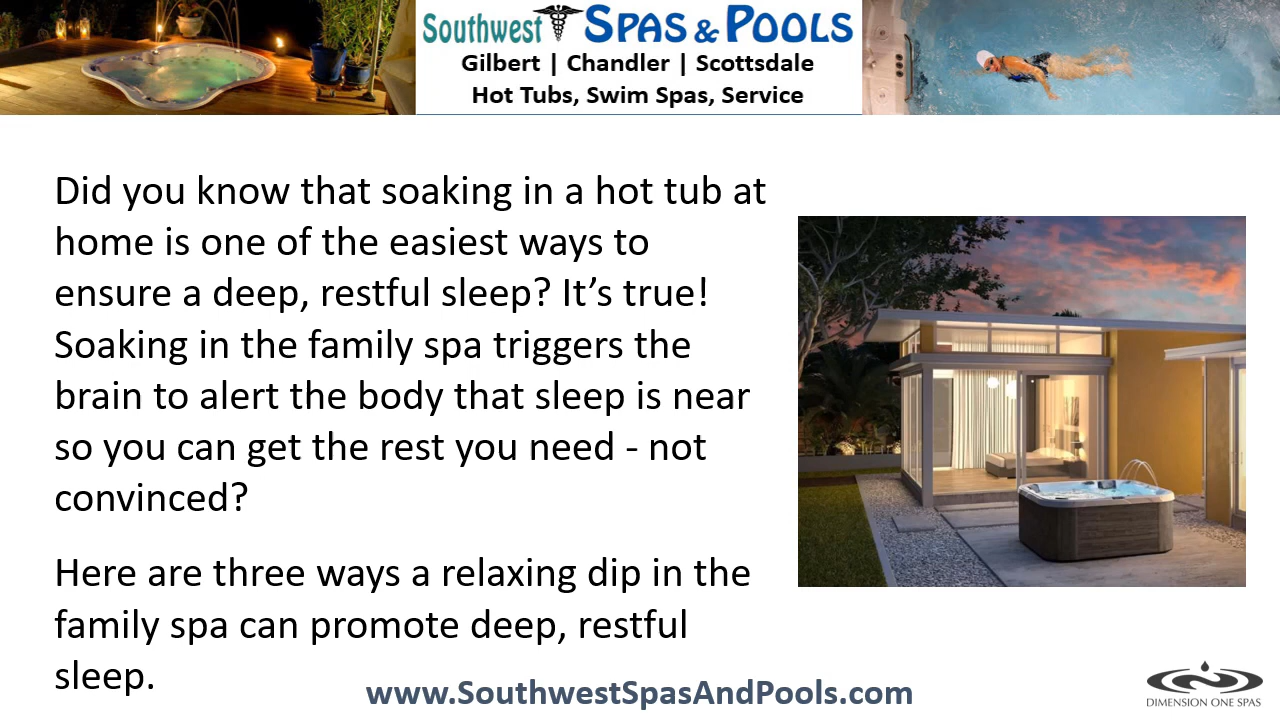 Southwest SPAS & POOLS
Gilbert | Chandler | Scottsdale
Hot Tubs, Swim Spas, Service
Did you know that soaking in a hot tub at
home is one of the easiest ways to
ensure a deep, restful sleep? It’s true!
Soaking in the family spa triggers the
brain to alert the body that sleep is near
so you can get the rest you need - not
convinced?
Here are three ways a relaxing dip in the
family spa can promote deep, restful
sleep.
www.SouthwestSpasAndPools.com
DIMENSION ONE SPAS